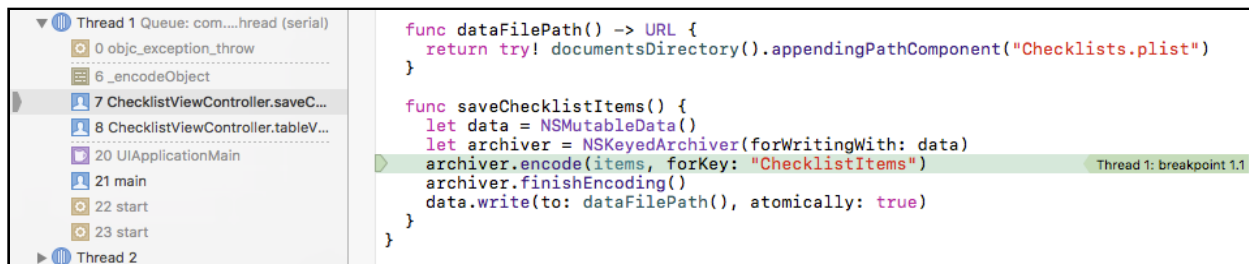 Thread 1 Queue: com....hread (serial)
0 objc_exception_throw
6 _encodeObject
7 ChecklistViewController.saveC...
8 ChecklistViewController.tableV...
20 UIApplicationMain
21 main
22 start
23 start
Thread 2
func dataFilePath() -> URL {
return try! documentsDirectory().appendingPathComponent("Checklists.plist")
}
func saveChecklistItems() {
let data = NSMutableData()
let archiver = NSKeyedArchiver(forWritingWith: data)
archiver.encode(items, forKey: "ChecklistItems") Thread 1: breakpoint 1.1
archiver.finishEncoding()
data.write(to: dataFilePath(), atomically: true)
}
}